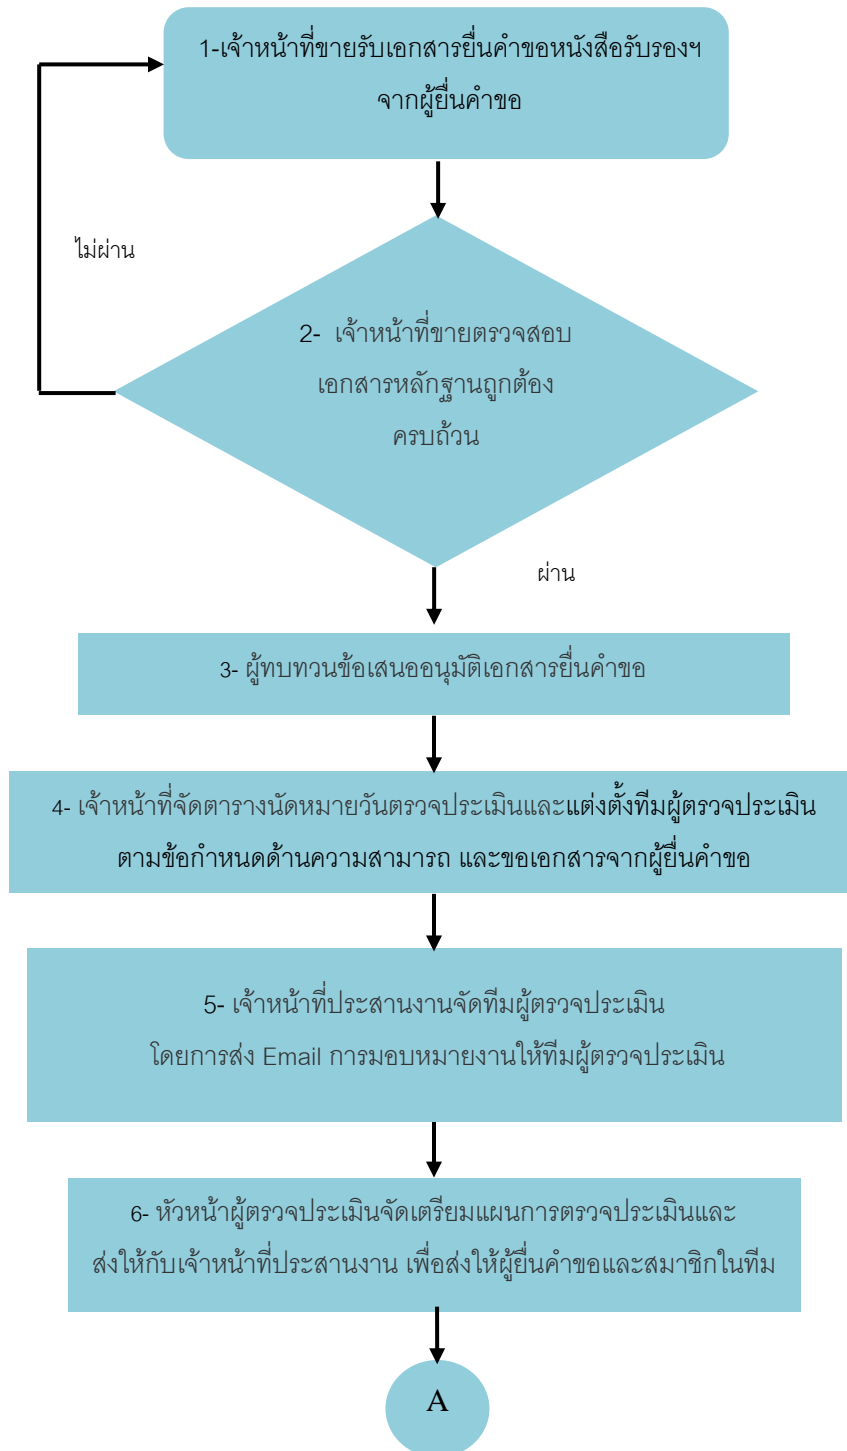 1-เจ้าหน้าที่ขายรับเอกสารยื่นคำขอหนังสือรับรองฯ
จากผู้ยื่นคำขอ
ไม่ผ่าน
2- เจ้าหน้าที่ขายตรวจสอบ
เอกสารหลักฐานถูกต้อง
ครบถ้วน
ผ่าน
3- ผู้ทบทวนข้อเสนออนุมัติเอกสารยื่นคำขอ
4- เจ้าหน้าที่จัดตารางนัดหมายวันตรวจประเมินและแต่งตั้งทีมผู้ตรวจประเมิน
ตามข้อกำหนดด้านความสามารถ และขอเอกสารจากผู้ยื่นคำขอ
5- เจ้าหน้าที่ประสานงานจัดทีมผู้ตรวจประเมิน
โดยการส่ง Email การมอบหมายงานให้ทีมผู้ตรวจประเมิน
6- หัวหน้าผู้ตรวจประเมินจัดเตรียมแผนการตรวจประเมินและ
ส่งให้กับเจ้าหน้าที่ประสานงาน เพื่อส่งให้ผู้ยื่นคำขอและสมาชิกในทีม
A